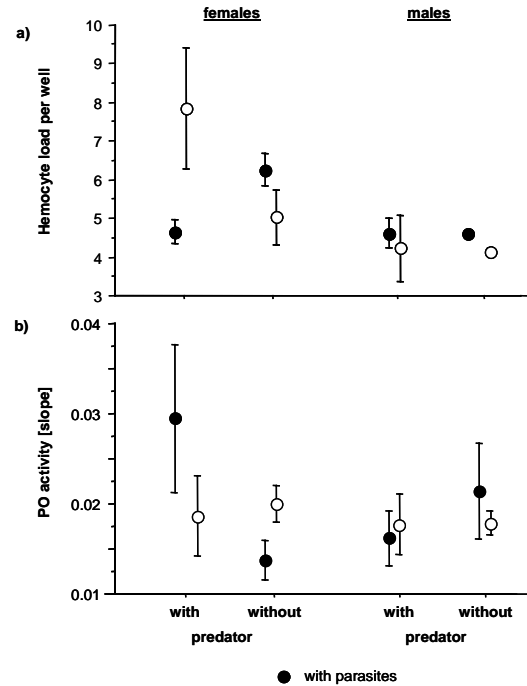 females males
a)
Hemocyte load per well
10
9
8
7
6
5
4
3
b)
PO activity [slope]
0.04
0.03
0.02
0.01
with without with without
predator predator
with parasites